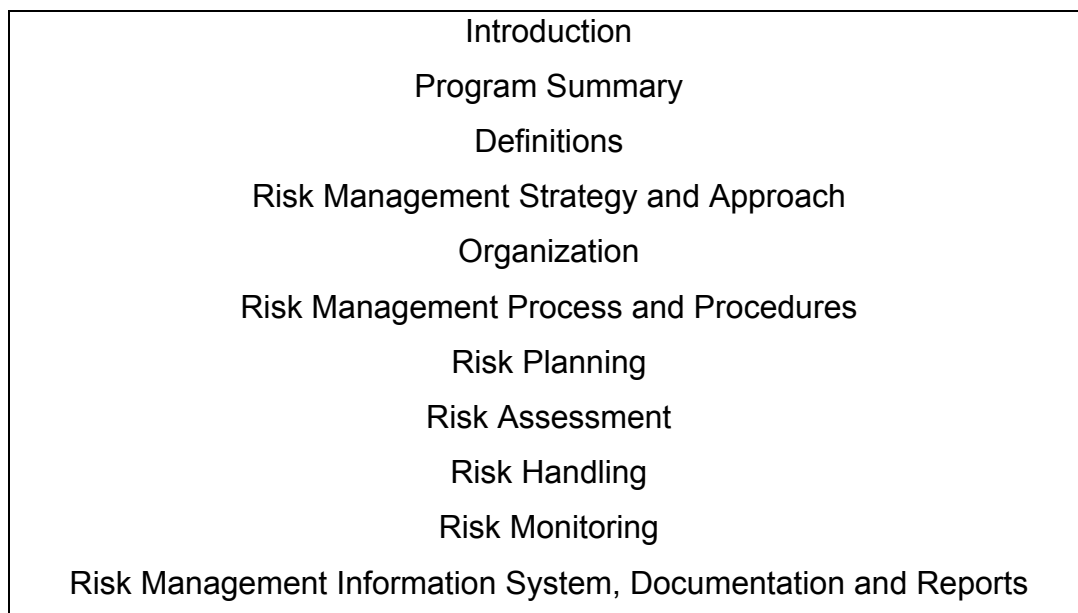 Introduction
Program Summary
Definitions
Risk Management Strategy and Approach
Organization
Risk Management Process and Procedures
Risk Planning
Risk Assessment
Risk Handling
Risk Monitoring
Risk Management Information System, Documentation and Reports